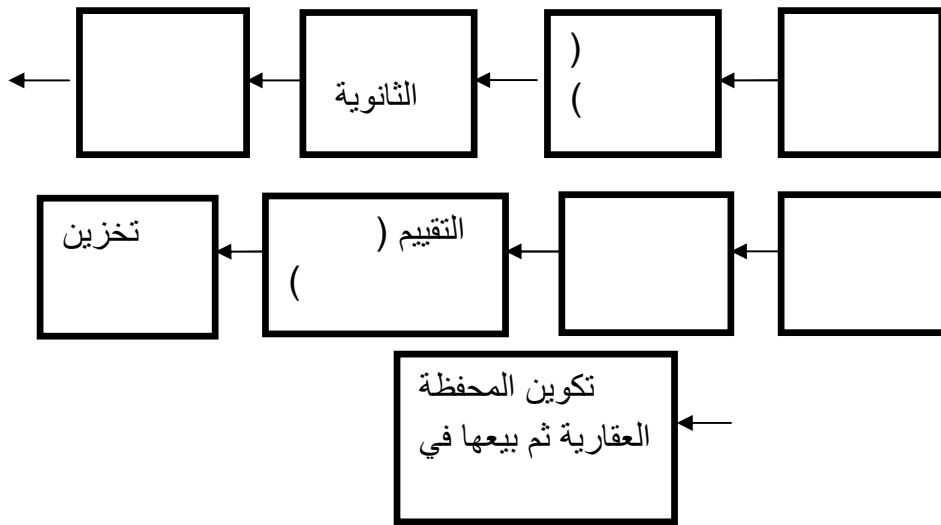 (
)
الثانوية
التقييم (
)
تخزين
تكوين المحفظة
العقارية ثم بيعها في